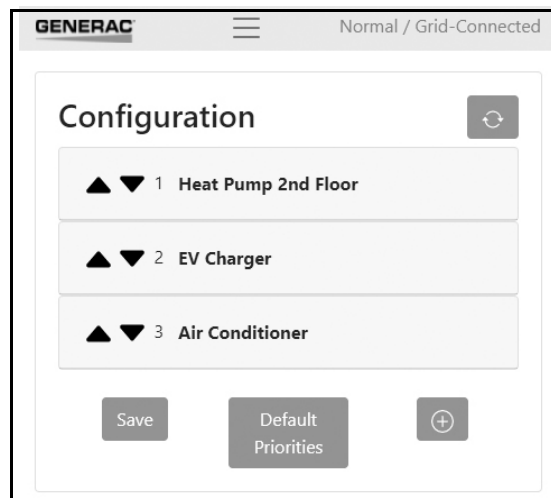 GENERAC
Normal / Grid-Connected
Configuration
1 Heat Pump 2nd Floor
2 EV Charger
3 Air Conditioner
Save
Default
Priorities